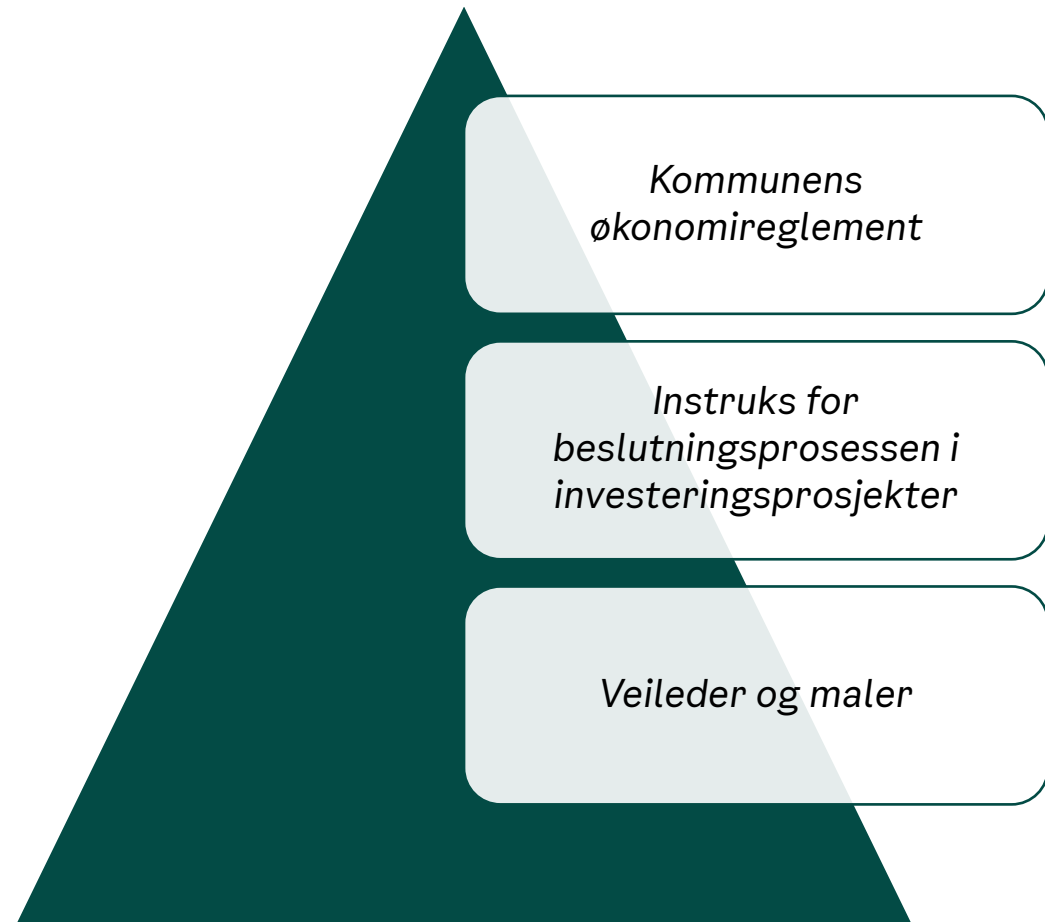 Kommunens
økonomireglement
Instruks for
beslutningsprosessen i
investeringsprosjekter
Veileder og maler